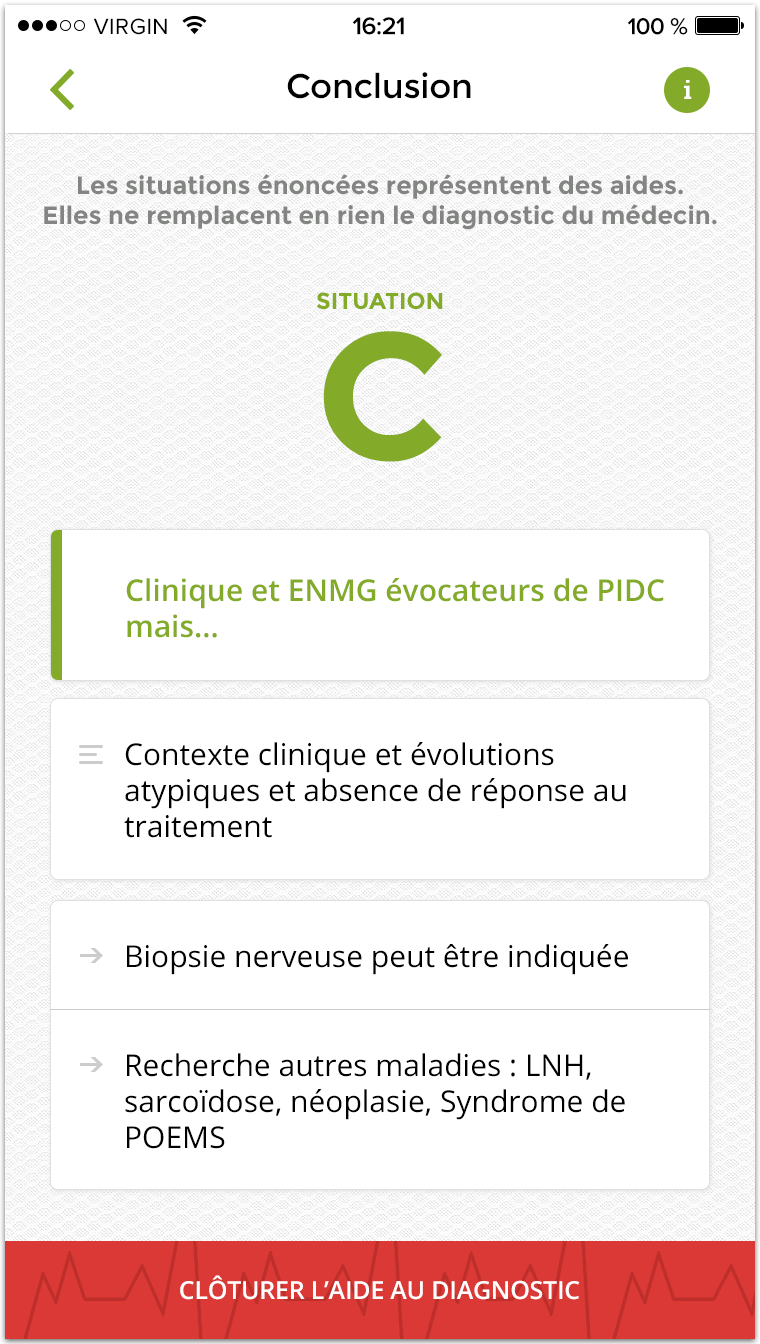 VIRGIN 16:21 100 %
Conclusion
i
Les situations énoncées représentent des aides.
Elles ne remplacent en rien le diagnostic du médecin.
SITUATION
C
Clinique et ENMG évocateurs de PIDC
mais...
Contexte clinique et évolutions
atypiques et absence de réponse au
traitement
Biopsie nerveuse peut être indiquée
Recherche autres maladies : LNH,
sarcoïdose, néoplasie, Syndrome de
POEMS
CLÔTURER L’AIDE AU DIAGNOSTIC